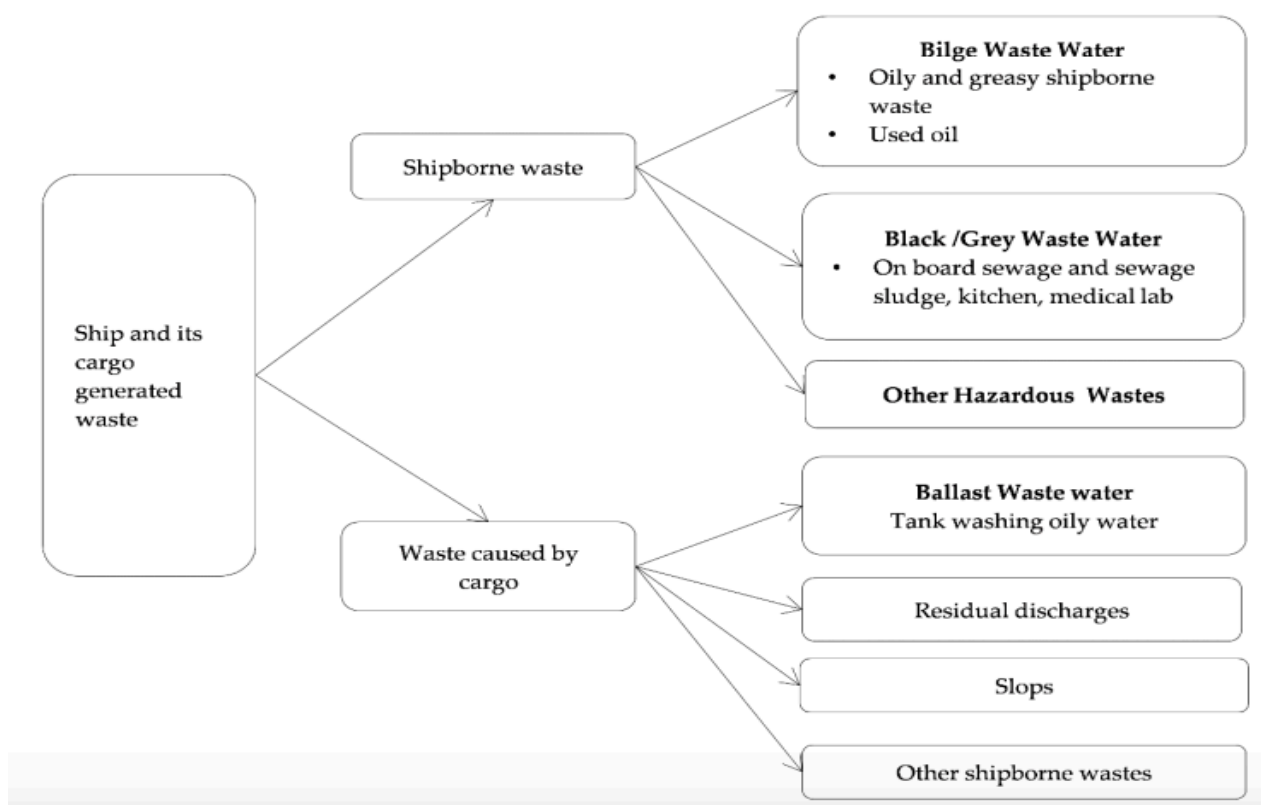 Ship and its
cargo
generated
waste
Shipborne waste
Waste caused by
cargo
Bilge Waste Water
• Oily and greasy shipborne
waste
• Used oil
Black /Grey Waste Water
• On board sewage and sewage
sludge, kitchen, medical lab
Other Hazardous Wastes
Ballast Waste water
Tank washing oily water
Residual discharges
Slops
Other shipborne wastes